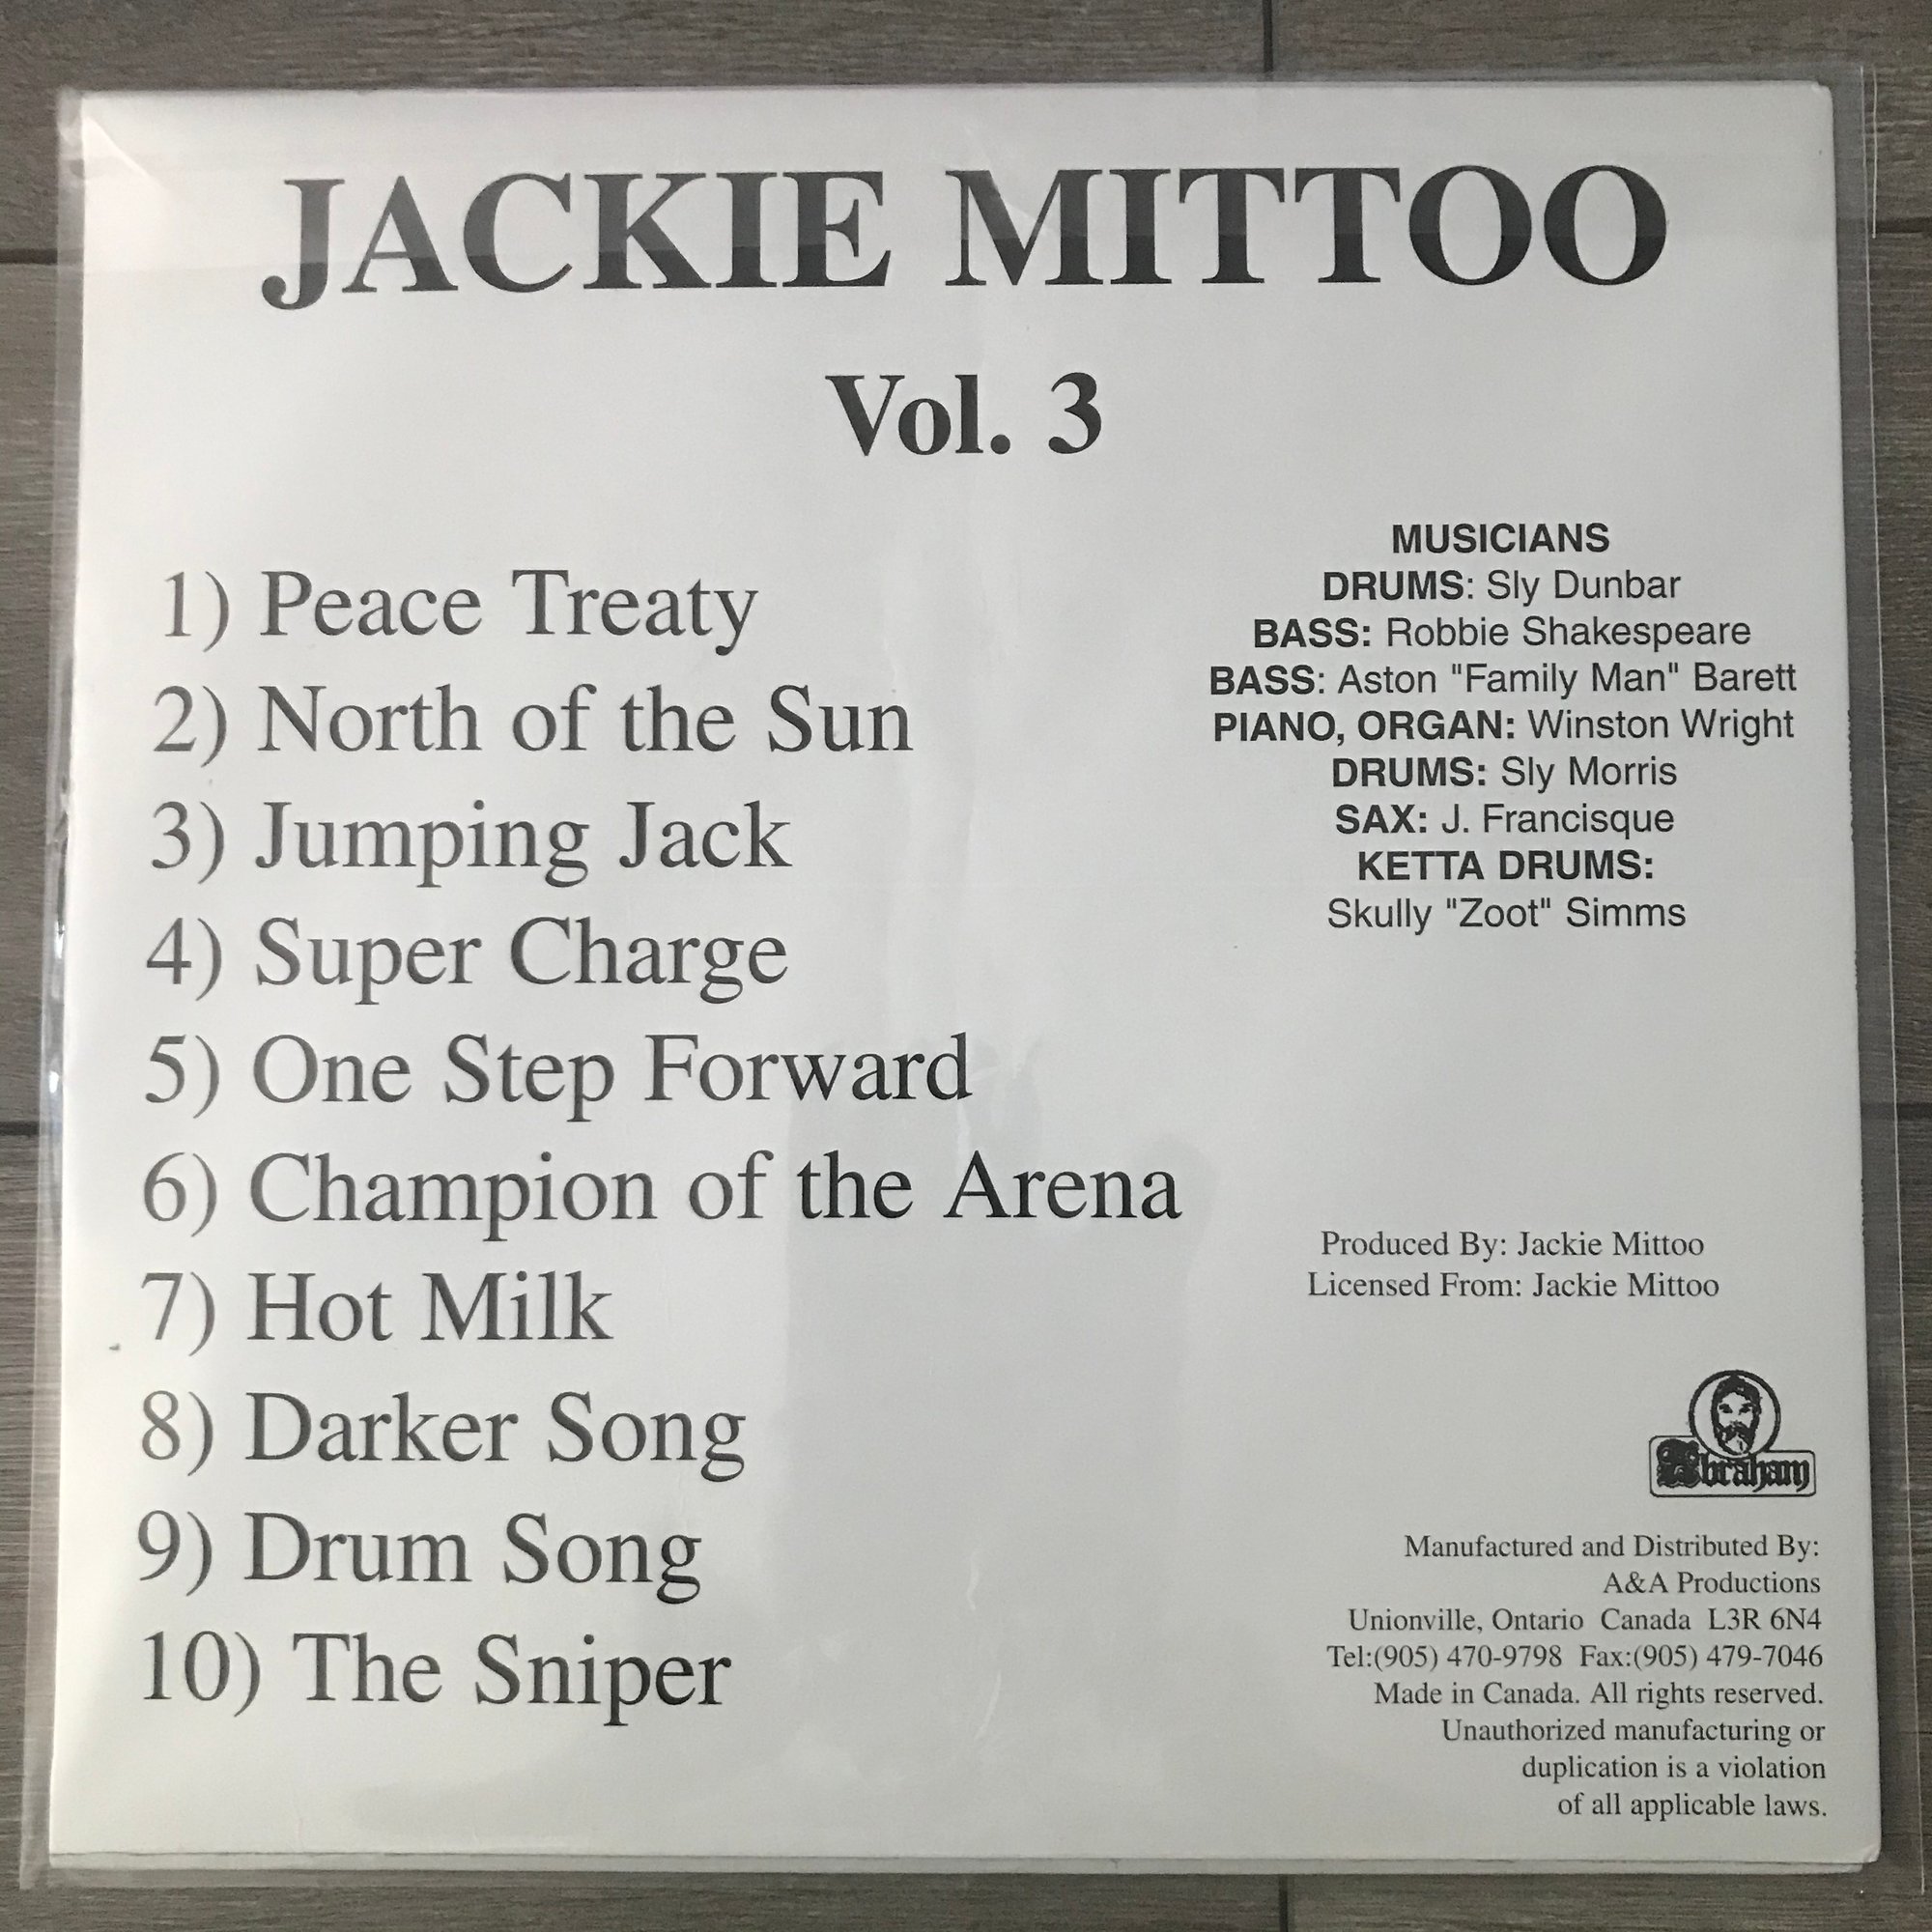 JACKIE MITTOO
Vol. 3
1) Peace Treaty
2) North of the Sun
3) Jumping Jack
4) Super Charge
5) One Step Forward
6) Champion of the Arena
7) Hot Milk
8) Darker Song
9) Drum Song
10) The Sniper
MUSICIANS
DRUMS: Sly Dunbar
BASS: Robbie Shakespeare
BASS: Aston "Family Man" Barett
PIANO, ORGAN: Winston Wright
DRUMS: Sly Morris
SAX: J. Francisque
KETTA DRUMS:
Skully "Zoot" Simms
Produced By: Jackie Mittoo
Licensed From: Jackie Mittoo
Abraham
Manufactured and Distributed By:
A&A Productions
Unionville, Ontario Canada L3R 6N4
Tel:(905) 470-9798 Fax:(905) 479-7046
Made in Canada. All rights reserved.
Unauthorized manufacturing or
duplication is a violation
of all applicable laws.